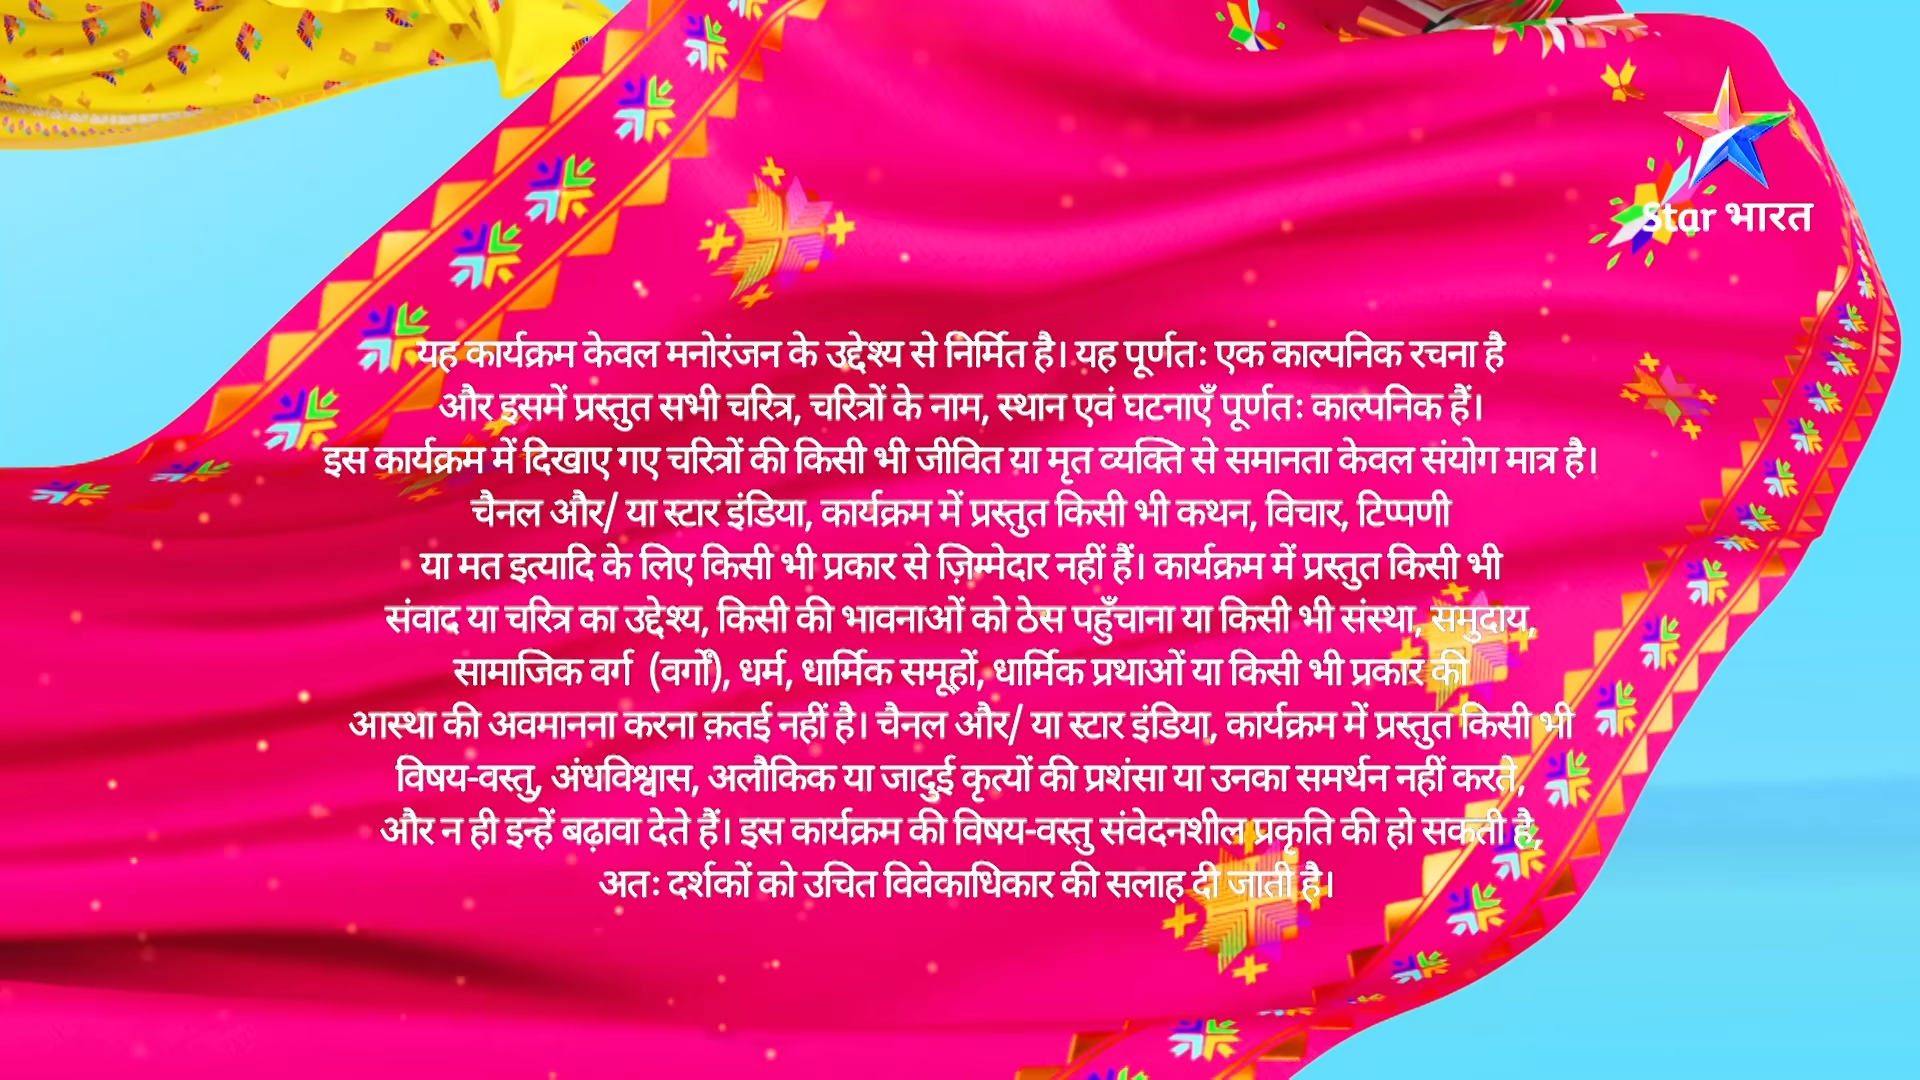 Star भारत
यह कार्यक्रम केवल मनोरंजन के उद्देश्य से निर्मित है। यह पूर्णतः एक काल्पनिक रचना है
और इसमें प्रस्तुत सभी चरित्र, चरित्रों के नाम, स्थान एवं घटनाएँ पूर्णतः काल्पनिक हैं।
इस कार्यक्रम में दिखाए गए चरित्रों की किसी भी जीवित या मृत व्यक्ति से समानता केवल संयोग मात्र है।
चैनल और/ या स्टार इंडिया, कार्यक्रम में प्रस्तुत किसी भी कथन, विचार, टिप्पणी
या मत इत्यादि के लिए किसी भी प्रकार से ज़िम्मेदार नहीं हैं। कार्यक्रम में प्रस्तुत किसी भी
संवाद या चरित्र का उद्देश्य, किसी की भावनाओं को ठेस पहुँचाना या किसी भी संस्था, समुदाय,
सामाजिक वर्ग (वर्गों), धर्म, धार्मिक समूहों, धार्मिक प्रथाओं या किसी भी प्रकार की
आस्था की अवमानना करना क़तई नहीं है। चैनल और/ या स्टार इंडिया, कार्यक्रम में प्रस्तुत किसी भी
विषय-वस्तु, अंधविश्वास, अलौकिक या जादुई कृत्यों की प्रशंसा या उनका समर्थन नहीं करते,
और न ही इन्हें बढ़ावा देते हैं। इस कार्यक्रम की विषय-वस्तु संवेदनशील प्रकृति की हो सकती है,
अतः दर्शकों को उचित विवेकाधिकार की सलाह दी जाती है।